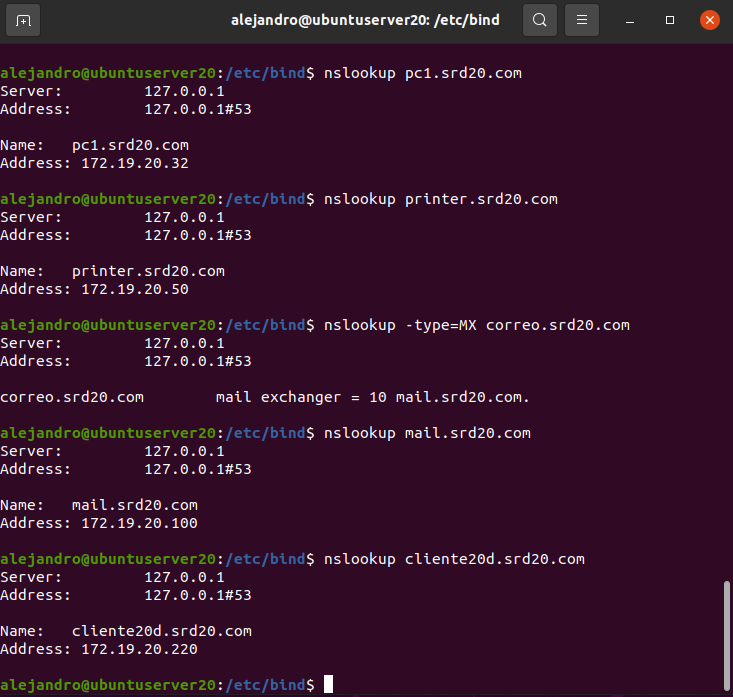 alejandro@ubuntuserver20: /etc/bind
alejandro@ubuntuserver20:/etc/bind$ nslookup pc1.srd20.com
Server:         127.0.0.1
Address:        127.0.0.1#53
Name:   pc1.srd20.com
Address: 172.19.20.32
alejandro@ubuntuserver20:/etc/bind$ nslookup printer.srd20.com
Server:         127.0.0.1
Address:        127.0.0.1#53
Name:   printer.srd20.com
Address: 172.19.20.50
alejandro@ubuntuserver20:/etc/bind$ nslookup -type=MX correo.srd20.com
Server:         127.0.0.1
Address:        127.0.0.1#53
correo.srd20.com        mail exchanger = 10 mail.srd20.com.
alejandro@ubuntuserver20:/etc/bind$ nslookup mail.srd20.com
Server:         127.0.0.1
Address:        127.0.0.1#53
Name:   mail.srd20.com
Address: 172.19.20.100
alejandro@ubuntuserver20:/etc/bind$ nslookup cliente20d.srd20.com
Server:         127.0.0.1
Address:        127.0.0.1#53
Name:   cliente20d.srd20.com
Address: 172.19.20.220
alejandro@ubuntuserver20:/etc/bind$